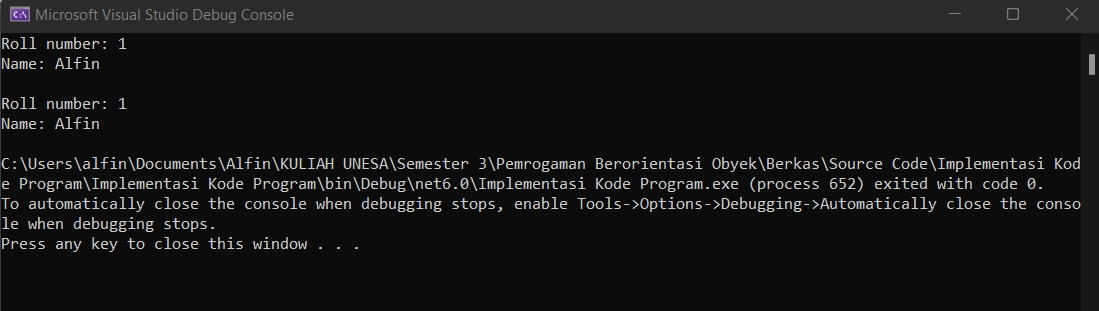 Microsoft Visual Studio Debug Console
Roll number: 1
Name: Alfin
Roll number: 1
Name: Alfin
C:\Users\alfin\Documents\Alfin\KULIAH UNESA\Semester 3\Pemrogaman Berorientasi Obyek\Berkas\Source Code\Implementasi Kod
e Program\Implementasi Kode Program\bin\Debug\net6.0\Implementasi Kode Program.exe (process 652) exited with code 0.
To automatically close the console when debugging stops, enable Tools->Options->Debugging->Automatically close the conso
le when debugging stops.
Press any key to close this window . . .